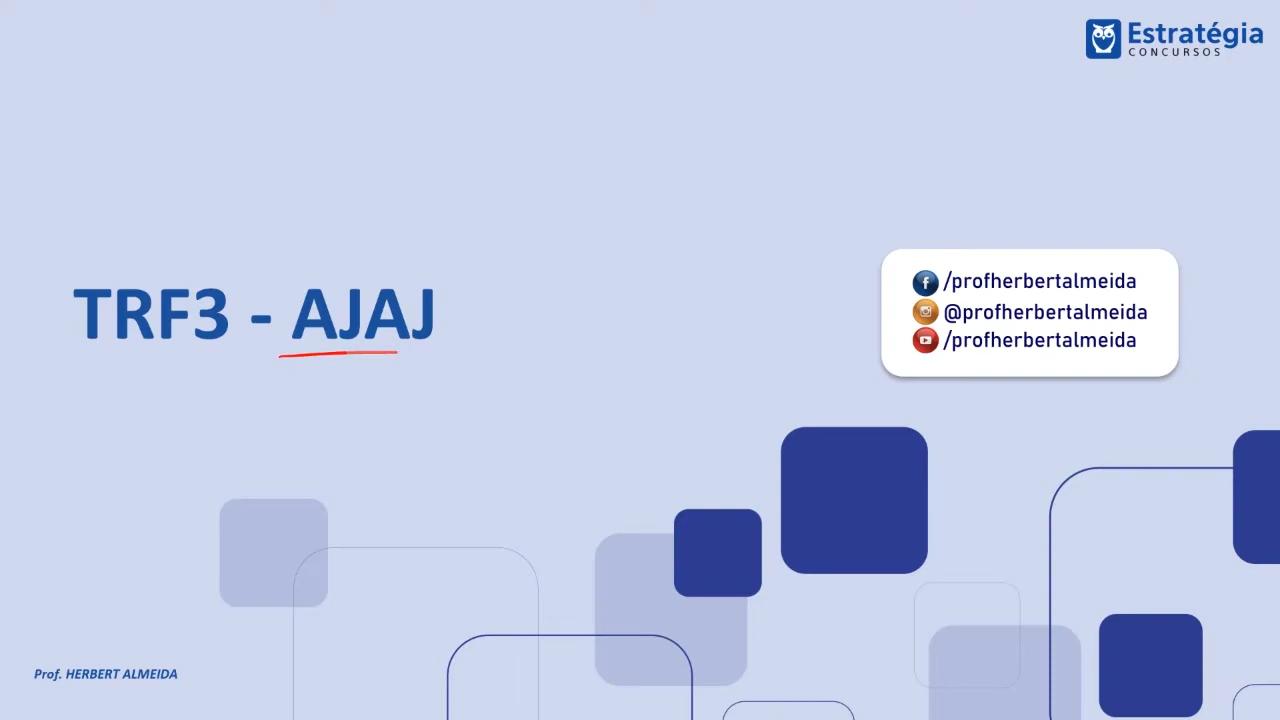 Estratégia
CONCURSOS
TRF3 - AJAJ
/profherbertalmeida
@profherbertalmeida
/profherbertalmeida
Prof. HERBERT ALMEIDA